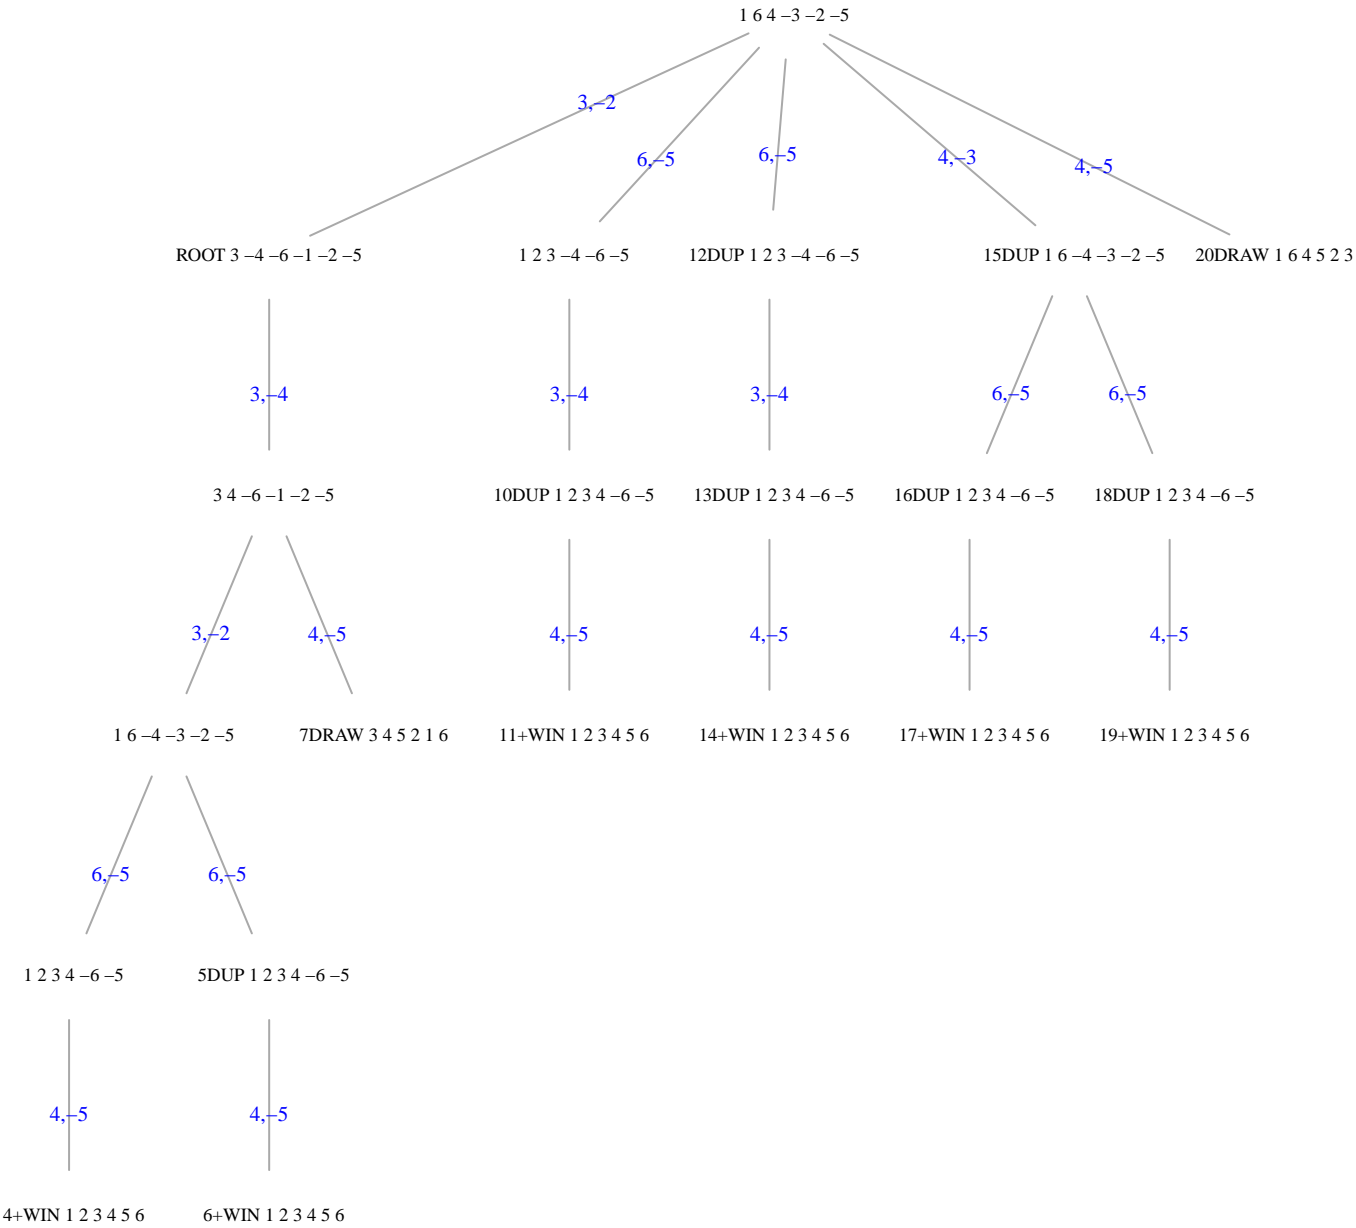 1 6 4 –3 –2 –5
3,–2
6,–5
6,–5
4,–3
4,–5
ROOT 3 –4 –6 –1 –2 –5
1 2 3 –4 –6 –5
12DUP 1 2 3 –4 –6 –5
15DUP 1 6 –4 –3 –2 –5
20DRAW 1 6 4 5 2 3
3,–4
3,–4
3,–4
6,–5
6,–5
3 4 –6 –1 –2 –5
10DUP 1 2 3 4 –6 –5
13DUP 1 2 3 4 –6 –5
16DUP 1 2 3 4 –6 –5
18DUP 1 2 3 4 –6 –5
3,–2
4,–5
4,–5
4,–5
4,–5
4,–5
1 6 –4 –3 –2 –5
7DRAW 3 4 5 2 1 6
11+WIN 1 2 3 4 5 6
14+WIN 1 2 3 4 5 6
17+WIN 1 2 3 4 5 6
19+WIN 1 2 3 4 5 6
6,–5
6,–5
1 2 3 4 –6 –5
5DUP 1 2 3 4 –6 –5
4,–5
4,–5
4+WIN 1 2 3 4 5 6
6+WIN 1 2 3 4 5 6